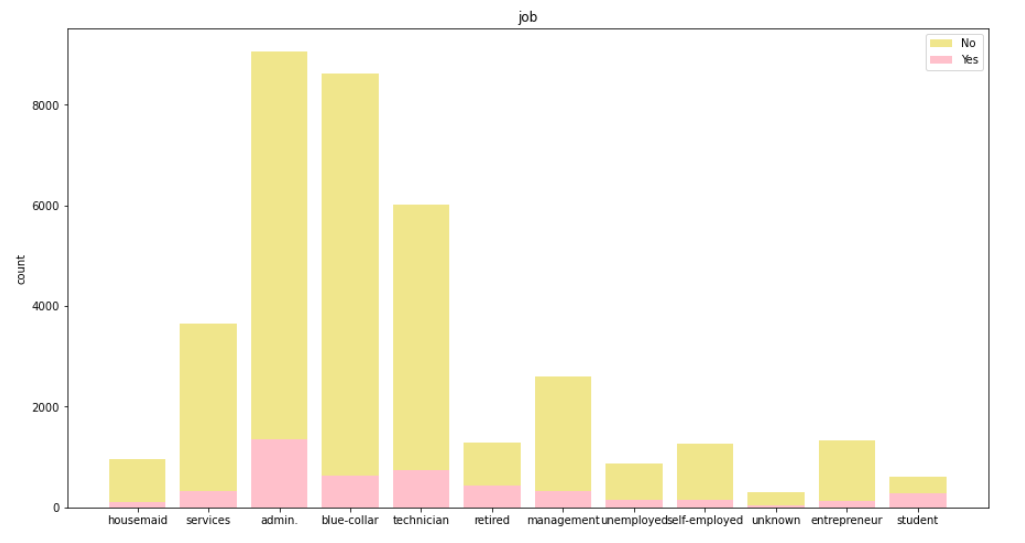 job
No
Yes
8000
6000
4000
2000
0
count
housemaid services admin. blue-collar technician retired management unemployed self-employed unknown entrepreneur student